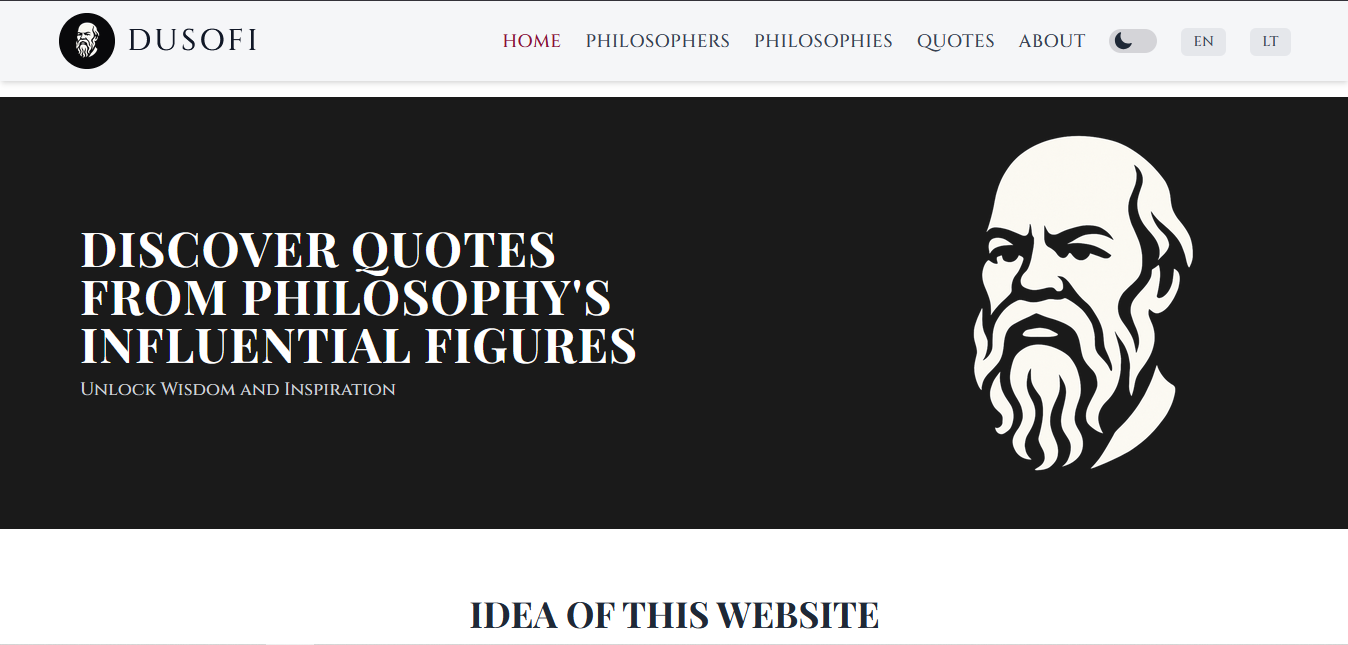 DUSOFI
HOME PHILOSOPHERS PHILOSOPHIES QUOTES ABOUT EN LT
DISCOVER QUOTES
FROM PHILOSOPHY'S
INFLUENTIAL FIGURES
Unlock Wisdom and Inspiration
IDEA OF THIS WEBSITE